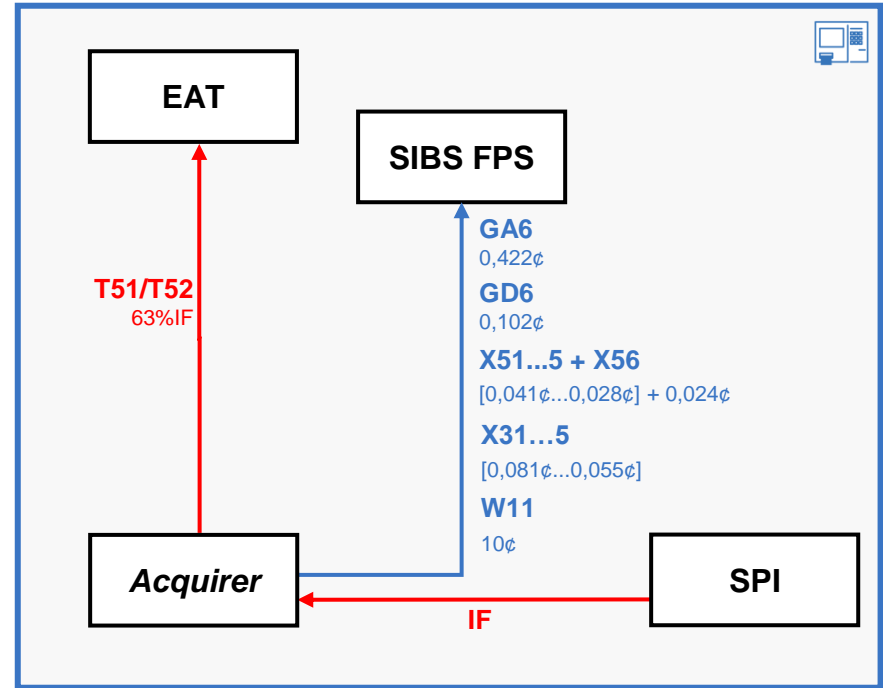 EAT
SIBS FPS
GA6
0,422¢
GD6
0,102¢
T51/T52
63%IF
X51...5 + X56
[0,041¢...0,028¢] + 0,024¢
X31…5
[0,081¢...0,055¢]
W11
10¢
Acquirer
SPI
IF